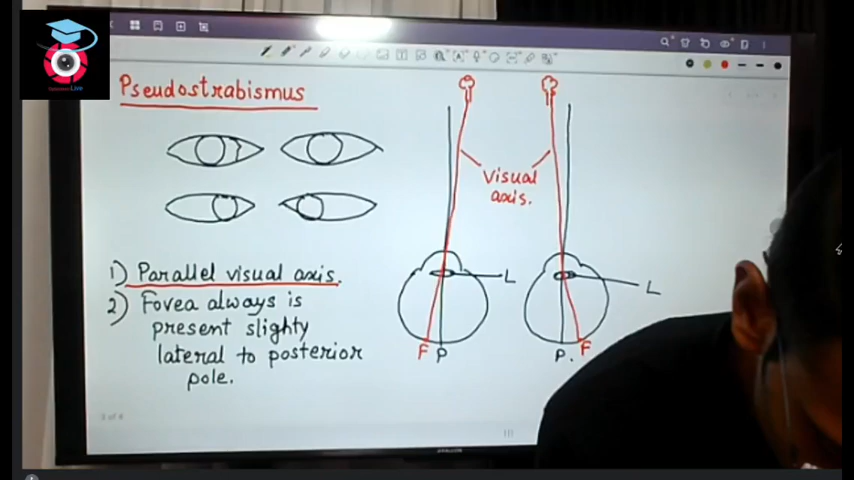 Pseudostrabismus
Visual
axis.
1) Parallel visual axis.
2) Fovea always is
present slighty
lateral to posterior
pole.
L
L
F P
P. F